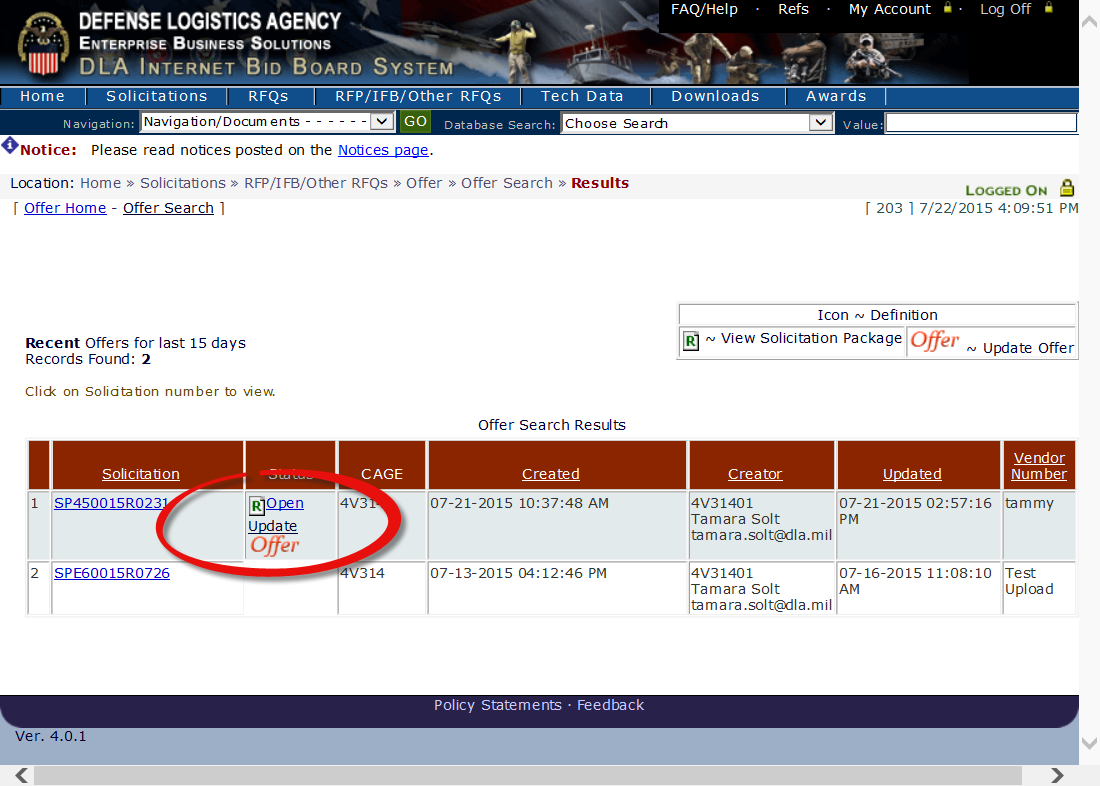 DEFENSE LOGISTICS AGENCY
ENTERPRISE BUSINESS SOLUTIONS
DLA INTERNET BID BOARD SYSTEM
FAQ/Help · Refs · My Account · Log Off
Home Solicitations RFQs RFP/IFB/Other RFQs Tech Data Downloads Awards
Navigation: Navigation/Documents - - - - - - GO Database Search: Choose Search Value:
Notice: Please read notices posted on the Notices page.
Location: Home » Solicitations » RFP/IFB/Other RFQs » Offer » Offer Search » Results
LOGGED ON
[ Offer Home - Offer Search ] [ 203 ] 7/22/2015 4:09:51 PM
Icon ~ Definition
R ~ View Solicitation Package Offer ~ Update Offer
Recent Offers for last 15 days
Records Found: 2
Click on Solicitation number to view.
Offer Search Results
Solicitation Status CAGE Created Creator Updated Vendor Number
1 SP450015R0231 R Open Update Offer 4V314 07-21-2015 10:37:48 AM 4V31401 Tamara Solt tamara.solt@dla.mil 07-21-2015 02:57:16 PM tammy
2 SPE60015R0726 4V314 07-13-2015 04:12:46 PM 4V31401 Tamara Solt tamara.solt@dla.mil 07-16-2015 11:08:10 AM Test Upload
Policy Statements · Feedback
Ver. 4.0.1